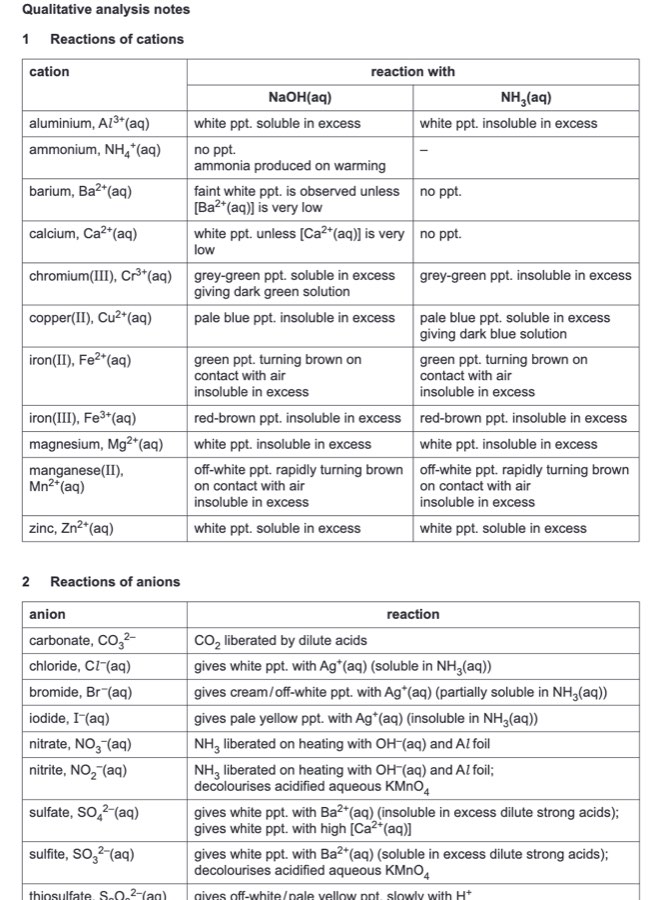 Qualitative analysis notes
1 Reactions of cations
cation
reaction with
NaOH(aq)
NH₃(aq)
aluminium, Al³⁺(aq)
white ppt. soluble in excess
white ppt. insoluble in excess
ammonium, NH₄⁺(aq)
no ppt.
ammonia produced on warming
–
barium, Ba²⁺(aq)
faint white ppt. is observed unless
[Ba²⁺(aq)] is very low
no ppt.
calcium, Ca²⁺(aq)
white ppt. unless [Ca²⁺(aq)] is very
low
no ppt.
chromium(III), Cr³⁺(aq)
grey-green ppt. soluble in excess
giving dark green solution
grey-green ppt. insoluble in excess
copper(II), Cu²⁺(aq)
pale blue ppt. insoluble in excess
pale blue ppt. soluble in excess
giving dark blue solution
iron(II), Fe²⁺(aq)
green ppt. turning brown on
contact with air
insoluble in excess
green ppt. turning brown on
contact with air
insoluble in excess
iron(III), Fe³⁺(aq)
red-brown ppt. insoluble in excess
red-brown ppt. insoluble in excess
magnesium, Mg²⁺(aq)
white ppt. insoluble in excess
white ppt. insoluble in excess
manganese(II),
Mn²⁺(aq)
off-white ppt. rapidly turning brown
on contact with air
insoluble in excess
off-white ppt. rapidly turning brown
on contact with air
insoluble in excess
zinc, Zn²⁺(aq)
white ppt. soluble in excess
white ppt. soluble in excess
2 Reactions of anions
anion
reaction
carbonate, CO₃²⁻
CO₂ liberated by dilute acids
chloride, Cl⁻(aq)
gives white ppt. with Ag⁺(aq) (soluble in NH₃(aq))
bromide, Br⁻(aq)
gives cream/off-white ppt. with Ag⁺(aq) (partially soluble in NH₃(aq))
iodide, I⁻(aq)
gives pale yellow ppt. with Ag⁺(aq) (insoluble in NH₃(aq))
nitrate, NO₃⁻(aq)
NH₃ liberated on heating with OH⁻(aq) and Al foil
nitrite, NO₂⁻(aq)
NH₃ liberated on heating with OH⁻(aq) and Al foil;
decolourises acidified aqueous KMnO₄
sulfate, SO₄²⁻(aq)
gives white ppt. with Ba²⁺(aq) (insoluble in excess dilute strong acids);
gives white ppt. with high [Ca²⁺(aq)]
sulfite, SO₃²⁻(aq)
gives white ppt. with Ba²⁺(aq) (soluble in excess dilute strong acids);
decolourises acidified aqueous KMnO₄
thiosulfate, S₂O₃²⁻(aq)
gives off-white/pale yellow ppt. slowly with H⁺